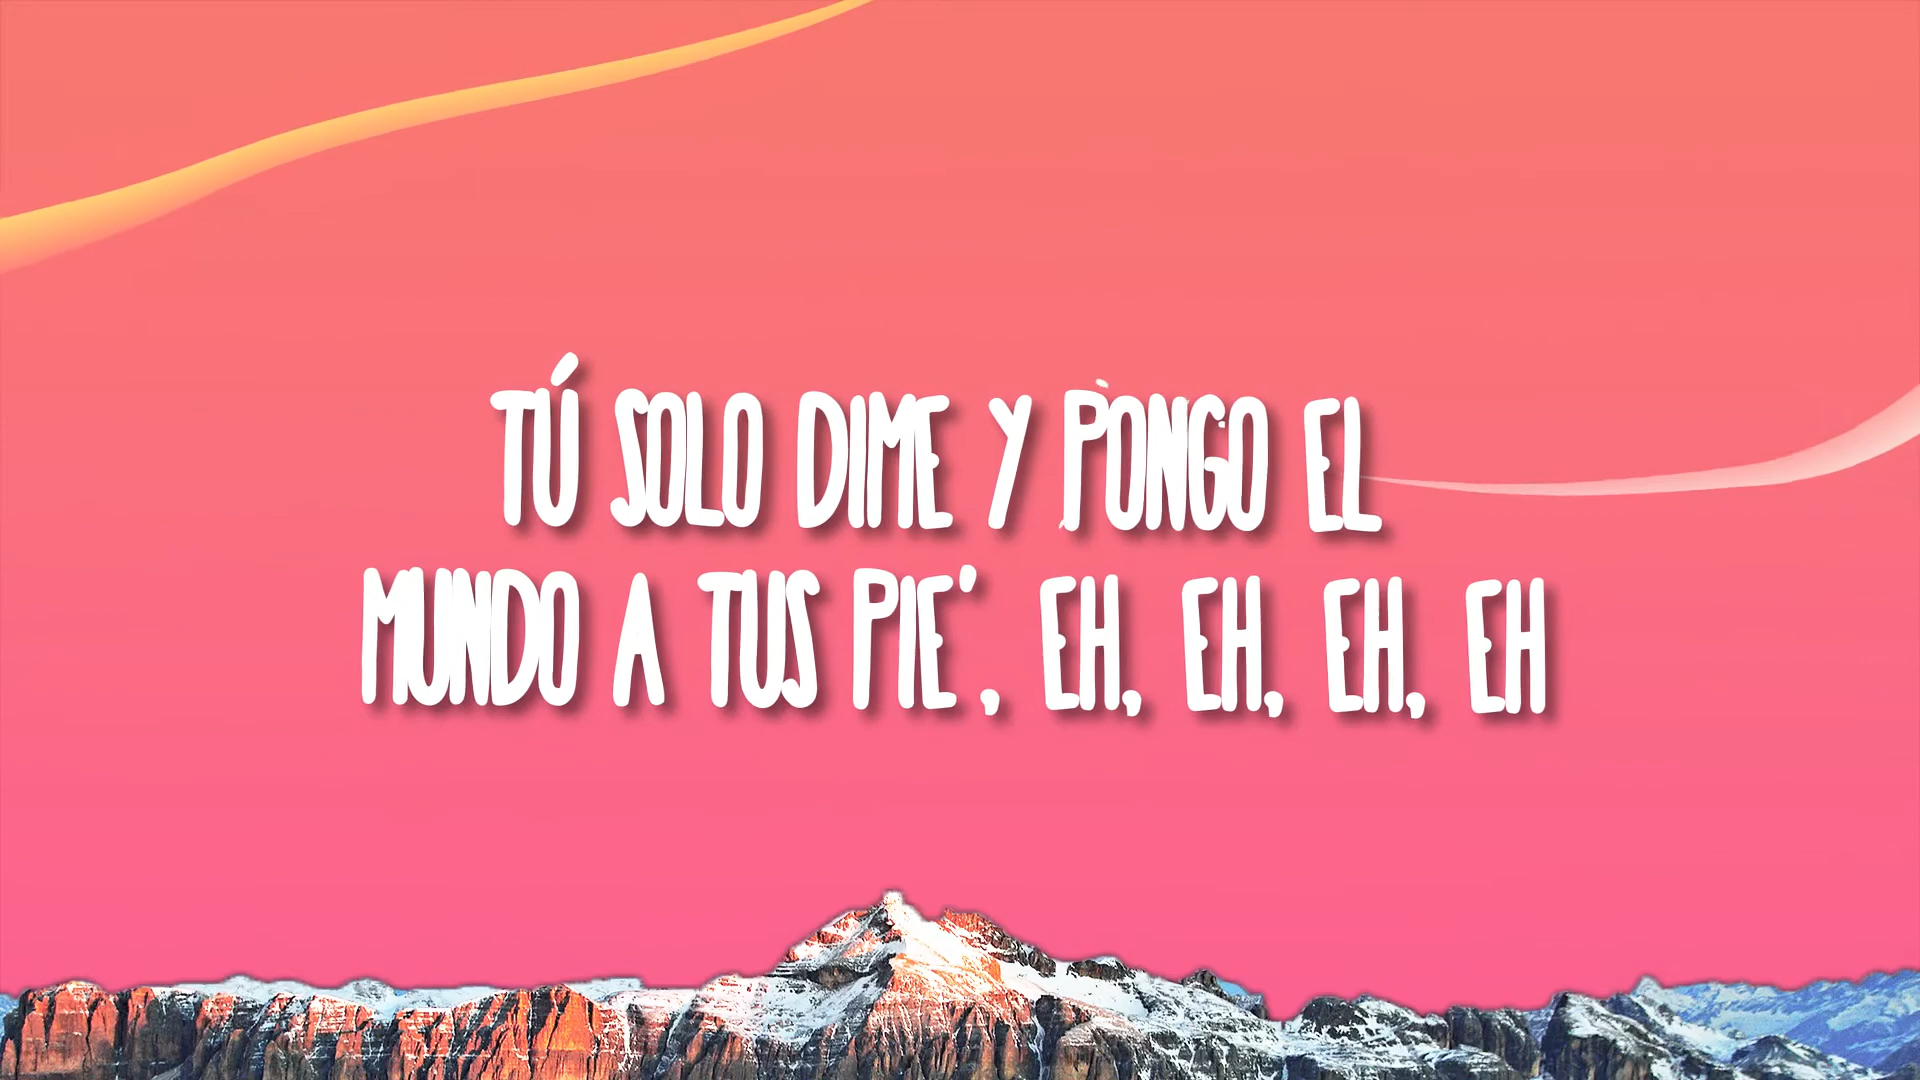 TÚ SOLO DIME Y PONGO EL
MUNDO A TUS PIE', EH, EH, EH, EH